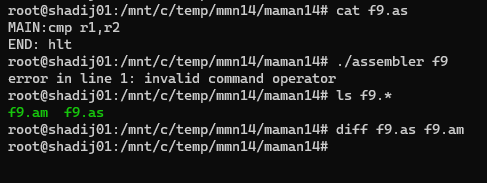 root@shadij01:/mnt/c/temp/mmn14/maman14# cat f9.as
MAIN:cmp r1,r2
END: hlt
root@shadij01:/mnt/c/temp/mmn14/maman14# ./assembler f9
error in line 1: invalid command operator
root@shadij01:/mnt/c/temp/mmn14/maman14# ls f9.*
f9.am  f9.as
root@shadij01:/mnt/c/temp/mmn14/maman14# diff f9.as f9.am
root@shadij01:/mnt/c/temp/mmn14/maman14#